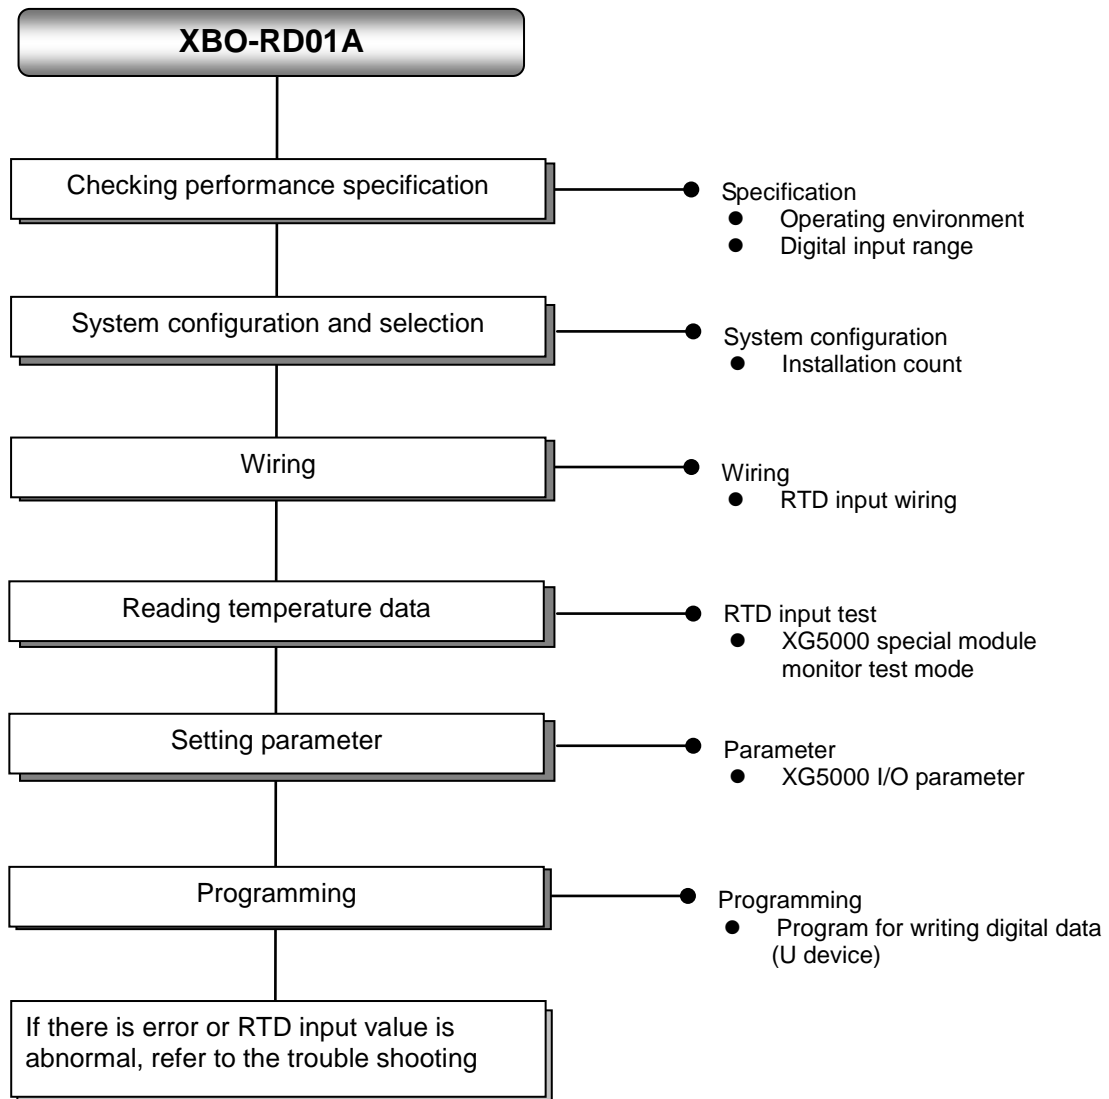 XBO-RD01A
Checking performance specification
Specification
● Operating environment
● Digital input range
System configuration and selection
System configuration
● Installation count
Wiring
Wiring
● RTD input wiring
Reading temperature data
RTD input test
● XG5000 special module
monitor test mode
Setting parameter
Parameter
● XG5000 I/O parameter
Programming
Programming
● Program for writing digital data
(U device)
If there is error or RTD input value is
abnormal, refer to the trouble shooting